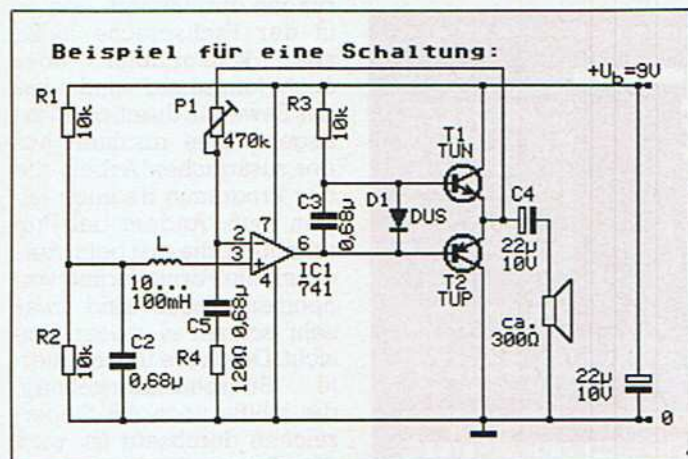 Beispiel für eine Schaltung:
+Ub=9V
R1
10k
P1
470k
R3
10k
T1
TUN
C3
0,68µ
D1
DUS
C4
22µ
10V
L
10...
100mH
2
3
7
4
6
IC1
741
T2
TUP
R2
10k
C2
0,68µ
C5
0,68µ
R4
120Ω
ca.
300Ω
22µ
10V
0